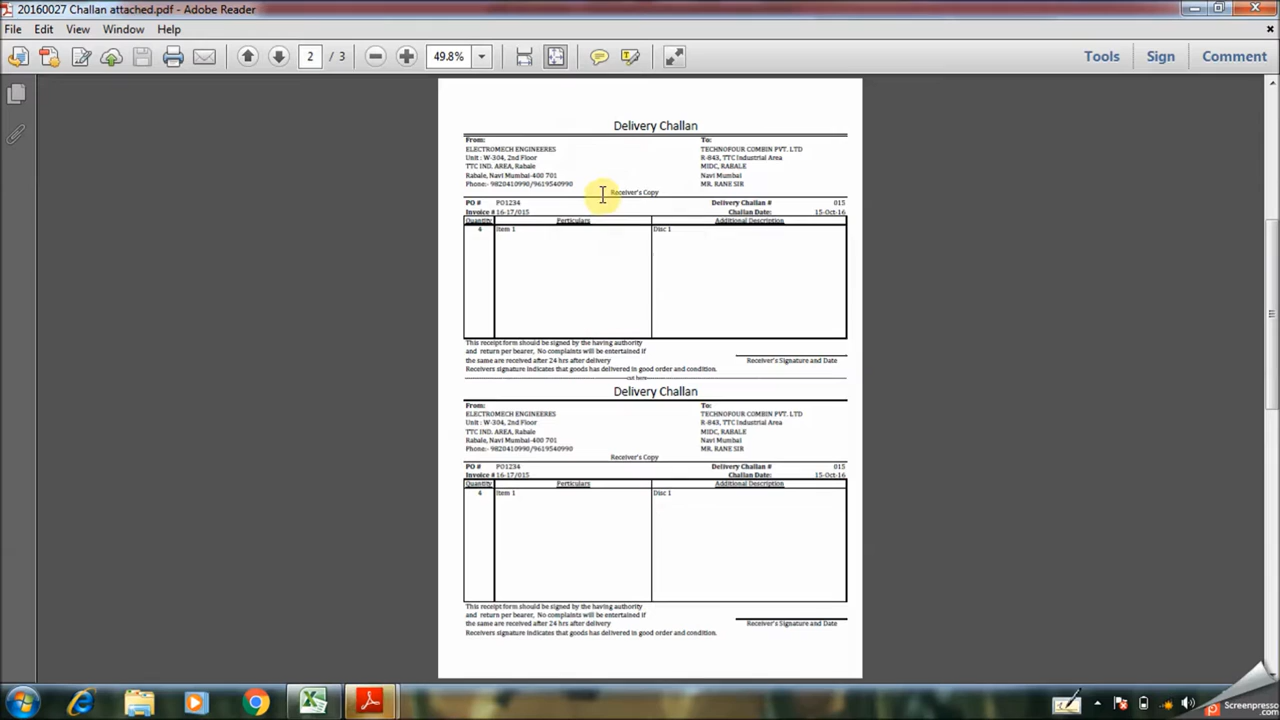 20160027 Challan attached.pdf - Adobe Reader
File Edit View Window Help
2 / 3 49.8% Tools Sign Comment
Delivery Challan
From: To:
ELECTROMECH ENGINEERES TECHNOFOUR COMBIN PVT. LTD
Unit : W-304, 2nd Floor R-843, TTC Industrial Area
TTC IND. AREA, Rabale MIDC, RABALE
Rabale, Navi Mumbai-400 701 Navi Mumbai
Phone:- 9820410990/9619540990 MR. RANE SIR
Receiver's Copy
PO # PO1234 Delivery Challan # 015
Invoice # 16-17/015 Challan Date: 15-Oct-16
Quantity Perticulars Additional Description
4 Item 1 Disc 1
This receipt form should be signed by the having authority
and return per bearer, No complaints will be entertained if
the same are received after 24 hrs after delivery Receiver's Signature and Date
Receivers signature indicates that goods has delivered in good order and condition.
cut here
Delivery Challan
From: To:
ELECTROMECH ENGINEERES TECHNOFOUR COMBIN PVT. LTD
Unit : W-304, 2nd Floor R-843, TTC Industrial Area
TTC IND. AREA, Rabale MIDC, RABALE
Rabale, Navi Mumbai-400 701 Navi Mumbai
Phone:- 9820410990/9619540990 MR. RANE SIR
Receiver's Copy
PO # PO1234 Delivery Challan # 015
Invoice # 16-17/015 Challan Date: 15-Oct-16
Quantity Perticulars Additional Description
4 Item 1 Disc 1
This receipt form should be signed by the having authority
and return per bearer, No complaints will be entertained if
the same are received after 24 hrs after delivery Receiver's Signature and Date
Receivers signature indicates that goods has delivered in good order and condition.
Screenpresso
.com